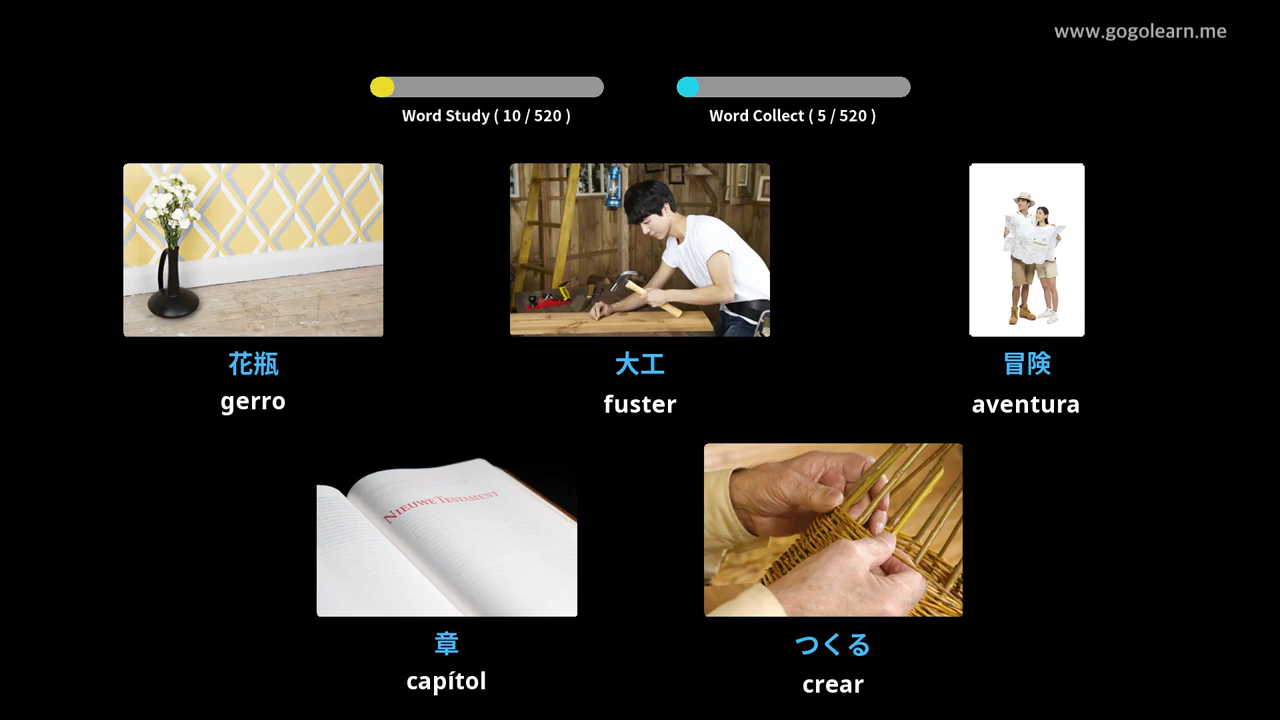 www.gogolearn.me
Word Study ( 10 / 520 )
Word Collect ( 5 / 520 )
花瓶
gerro
大工
fuster
冒険
aventura
NIEUWE TESTAMENT
章
capítol
つくる
crear